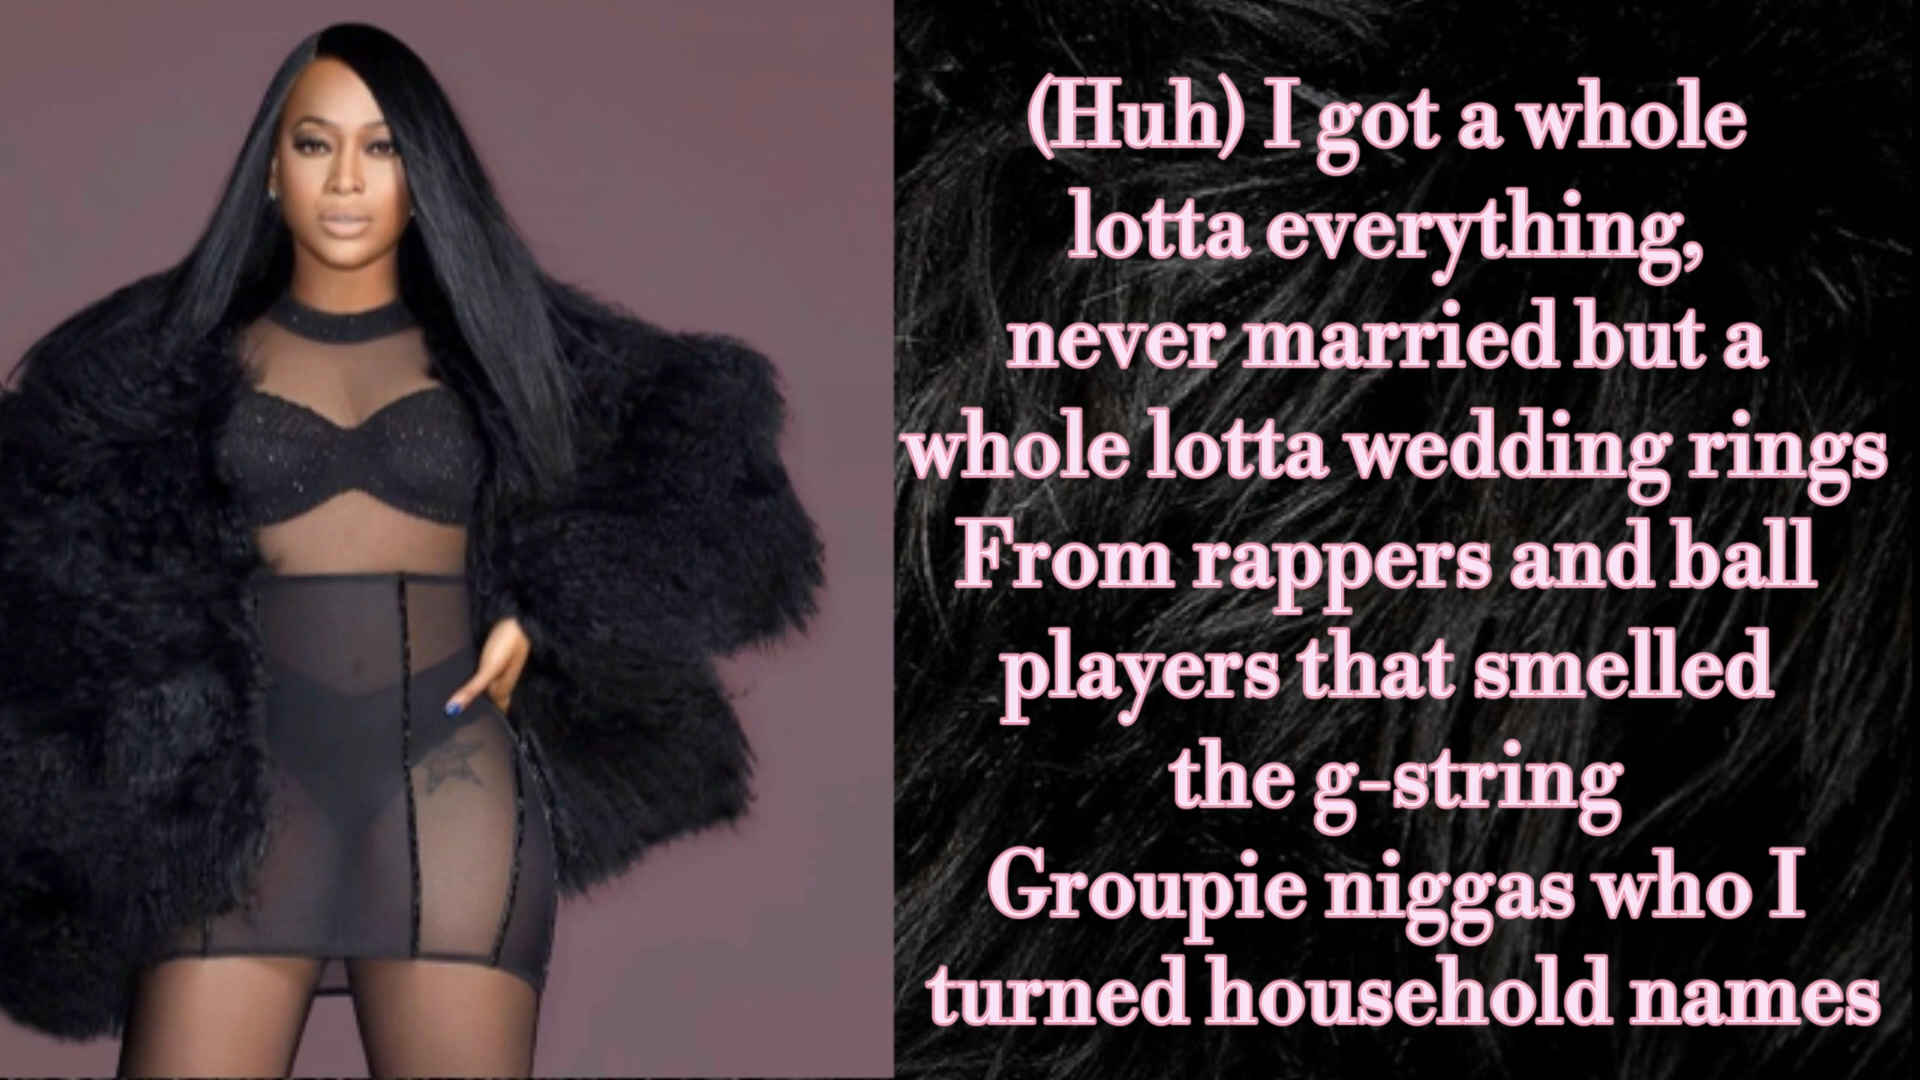 (Huh) I got a whole
lotta everything,
never married but a
whole lotta wedding rings
From rappers and ball
players that smelled
the g-string
Groupie niggas who I
turned household names